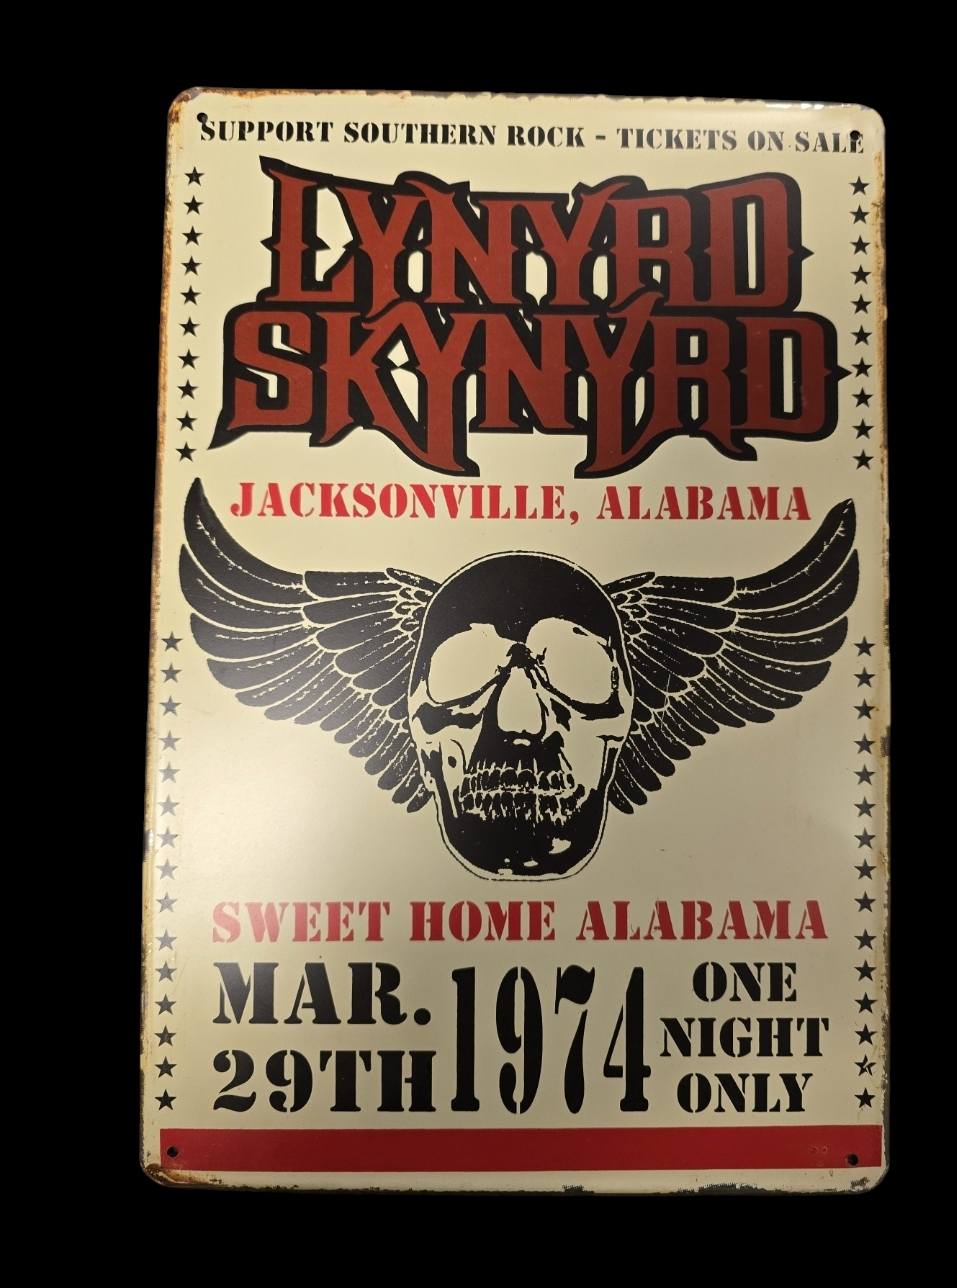 SUPPORT SOUTHERN ROCK - TICKETS ON SALE
LYNYRD
SKYNYRD
JACKSONVILLE, ALABAMA
SWEET HOME ALABAMA
MAR.
29TH
1974
ONE
NIGHT
ONLY